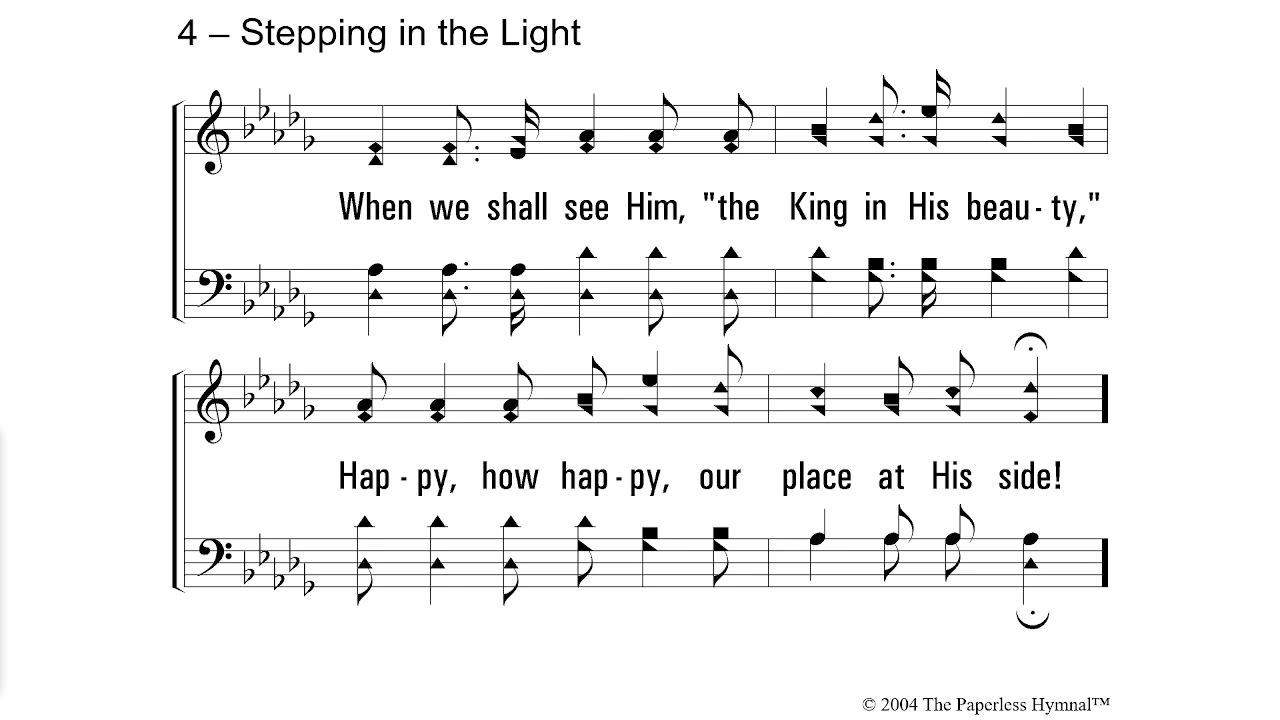 4 – Stepping in the Light
When we shall see Him, "the King in His beau - ty,"
Hap - py, how hap - py, our place at His side!
© 2004 The Paperless Hymnal™